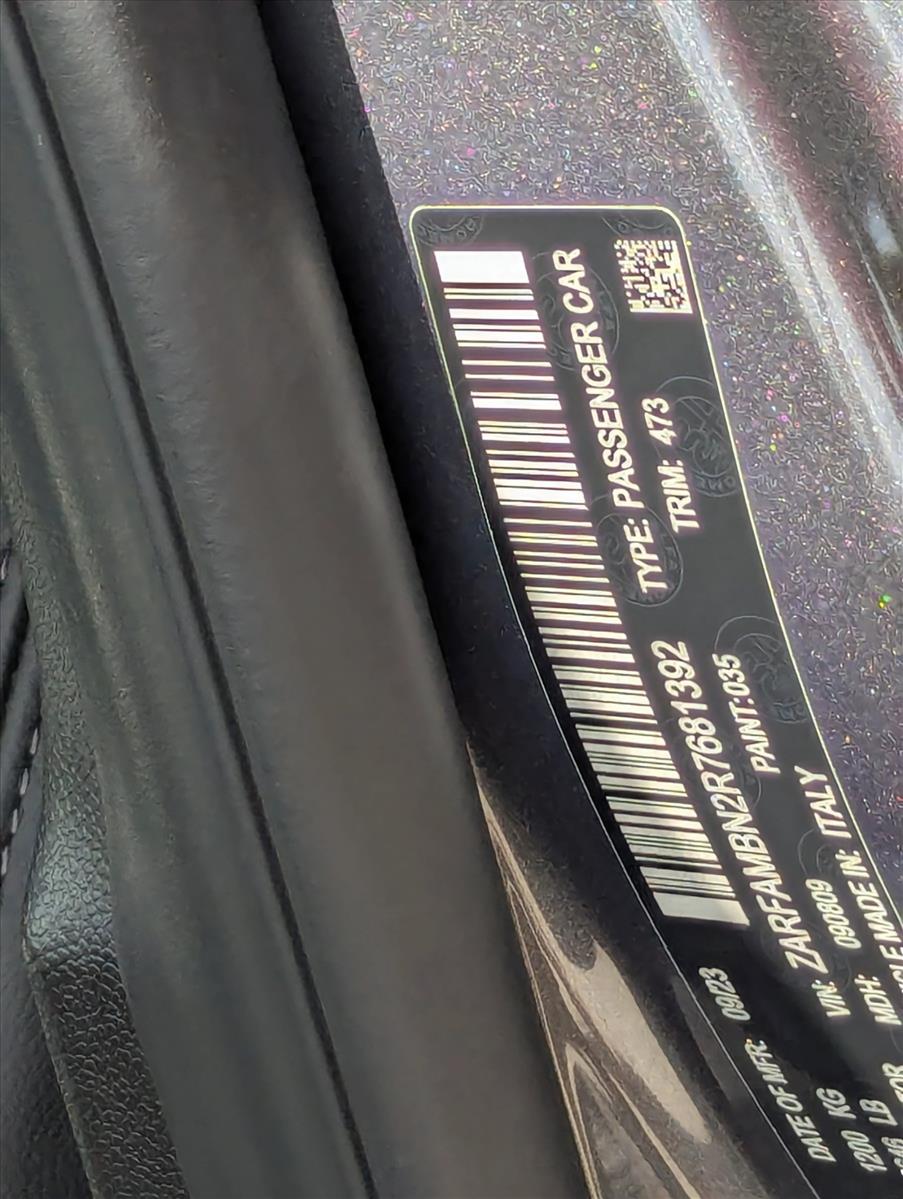 DATE OF MFR: 09/23
1200 KG
LB
VIN: ZARFAMBN2R7681392
TYPE: PASSENGER CAR
MDH: 090809
PAINT: 035
TRIM: 473
MADE IN: ITALY